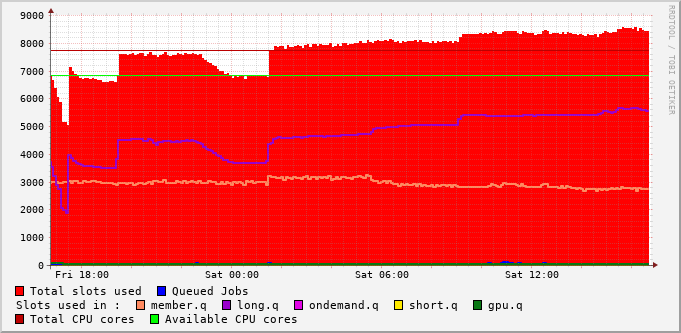 9000
8000
7000
6000
5000
4000
3000
2000
1000
0
Fri 18:00 Sat 00:00 Sat 06:00 Sat 12:00
RRDTOOL / TOBI OETIKER
Total slots used Queued Jobs
Slots used in : member.q long.q ondemand.q short.q gpu.q
Total CPU cores Available CPU cores